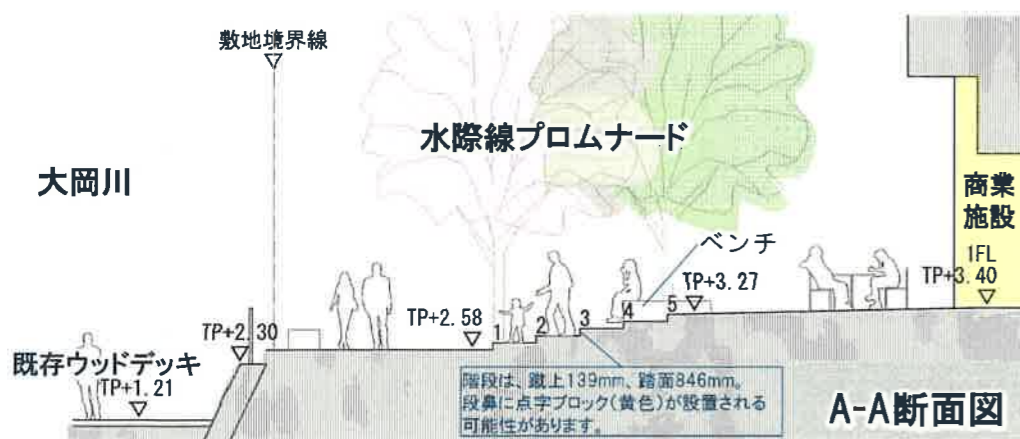 敷地境界線
水際線プロムナード
大岡川
商業
施設
ベンチ
1FL
TP+3.40
TP+3.27
TP+2.58
TP+2.30
1 2 3 4 5
既存ウッドデッキ
TP+1.21
階段は、蹴上139mm、踏面846mm。
段鼻に点字ブロック(黄色)が設置される
可能性があります。
A-A断面図